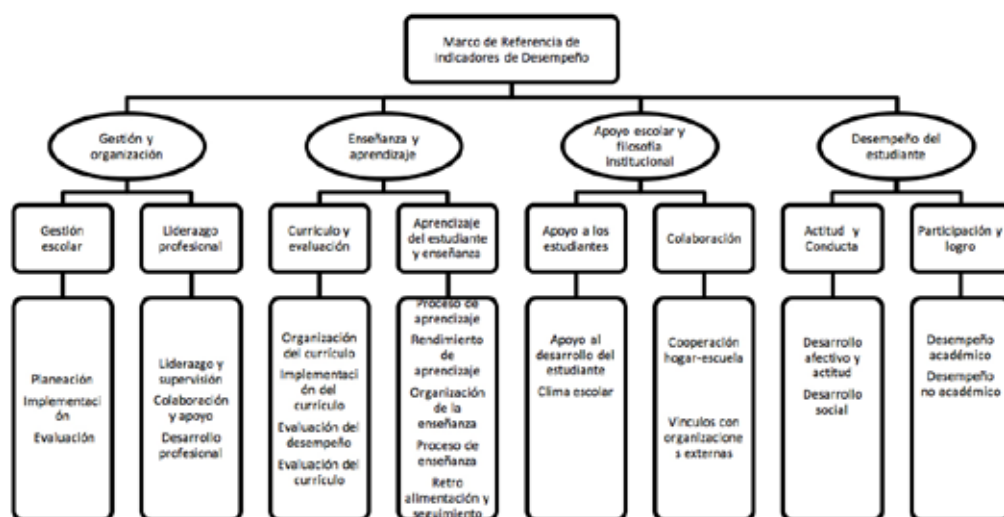 Marco de Referencia de
Indicadores de Desempeño
Gestión y
organización
Enseñanza y
aprendizaje
Apoyo escolar y
filosofía
institucional
Desempeño del
estudiante
Gestión
escolar
Liderazgo
profesional
Currículo y
evaluación
Aprendizaje
del estudiante
y enseñanza
Apoyo a los
estudiantes
Colaboración
Actitud y
Conducta
Participación y
logro
Planeación
Implementaci
ón
Evaluación
Liderazgo y
supervisión
Colaboración
y apoyo
Desarrollo
profesional
Organización
del currículo
Implementaci
ón del
currículo
Evaluación del
desempeño
Evaluación del
currículo
Proceso de
aprendizaje
Rendimiento
de
aprendizaje
Organización
de la
enseñanza
Proceso de
enseñanza
Retro
alimentación y
seguimiento
Apoyo al
desarrollo del
estudiante
Clima escolar
Cooperación
hogar-escuela
Vínculos con
organizacione
s externas
Desarrollo
afectivo y
actitud
Desarrollo
social
Desempeño
académico
Desempeño
no académico